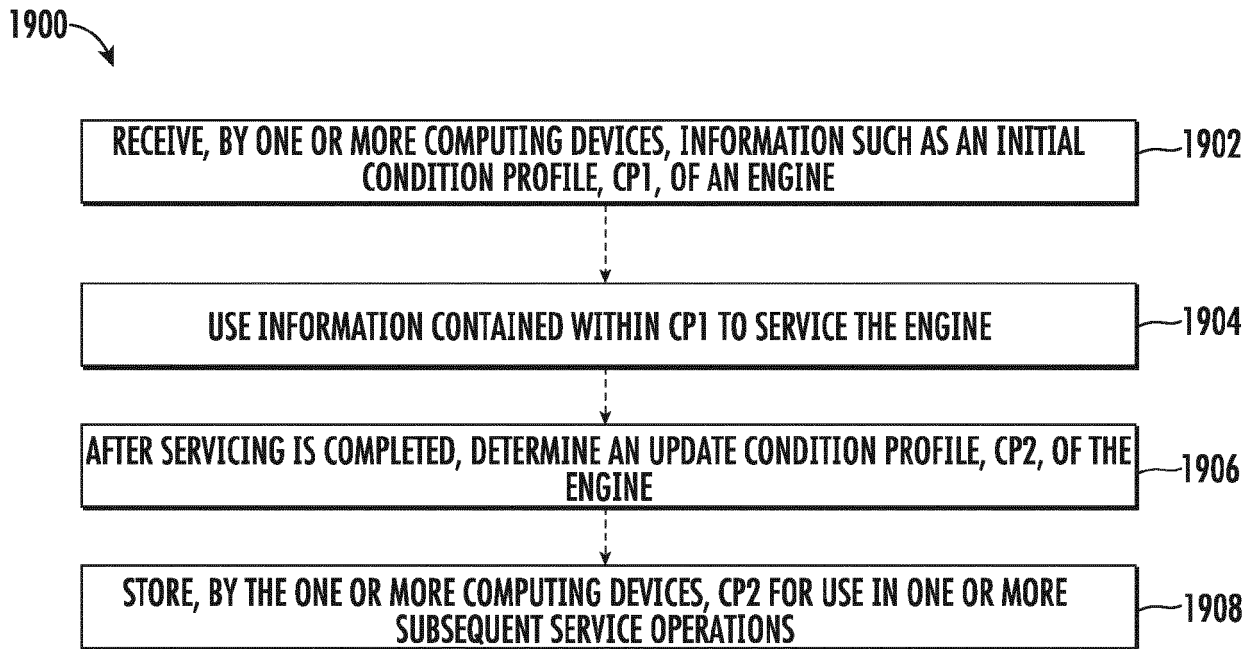 1900
RECEIVE, BY ONE OR MORE COMPUTING DEVICES, INFORMATION SUCH AS AN INITIAL
CONDITION PROFILE, CP1, OF AN ENGINE
1902
USE INFORMATION CONTAINED WITHIN CP1 TO SERVICE THE ENGINE
1904
AFTER SERVICING IS COMPLETED, DETERMINE AN UPDATE CONDITION PROFILE, CP2, OF THE
ENGINE
1906
STORE, BY THE ONE OR MORE COMPUTING DEVICES, CP2 FOR USE IN ONE OR MORE
SUBSEQUENT SERVICE OPERATIONS
1908